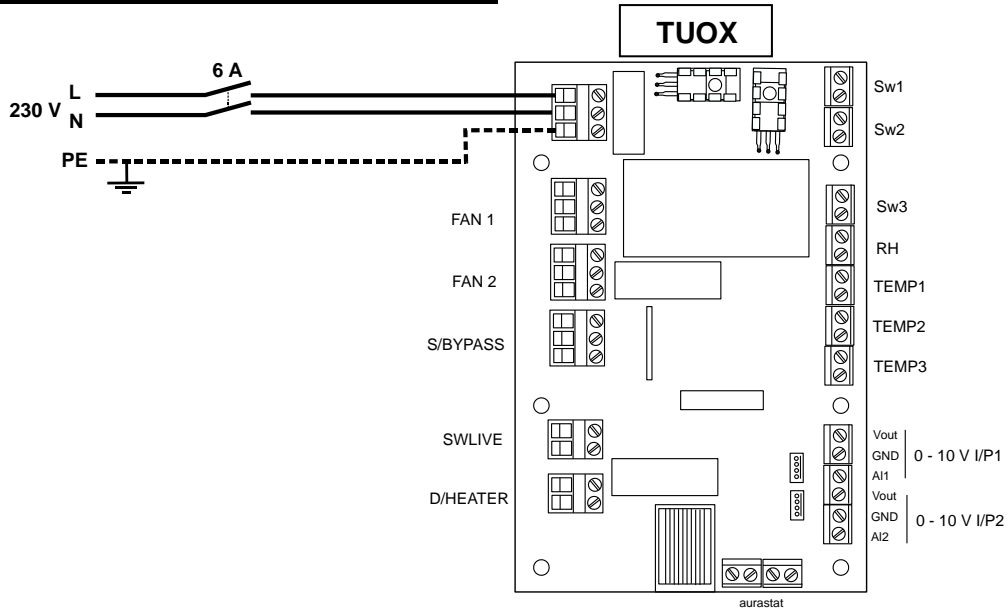 TUOX
6 A
L
230 V
N
PE
Sw1
Sw2
FAN 1
Sw3
RH
FAN 2
TEMP1
TEMP2
S/BYPASS
TEMP3
SWLIVE
Vout
GND
0 - 10 V I/P1
AI1
D/HEATER
Vout
GND
0 - 10 V I/P2
AI2
aurastat